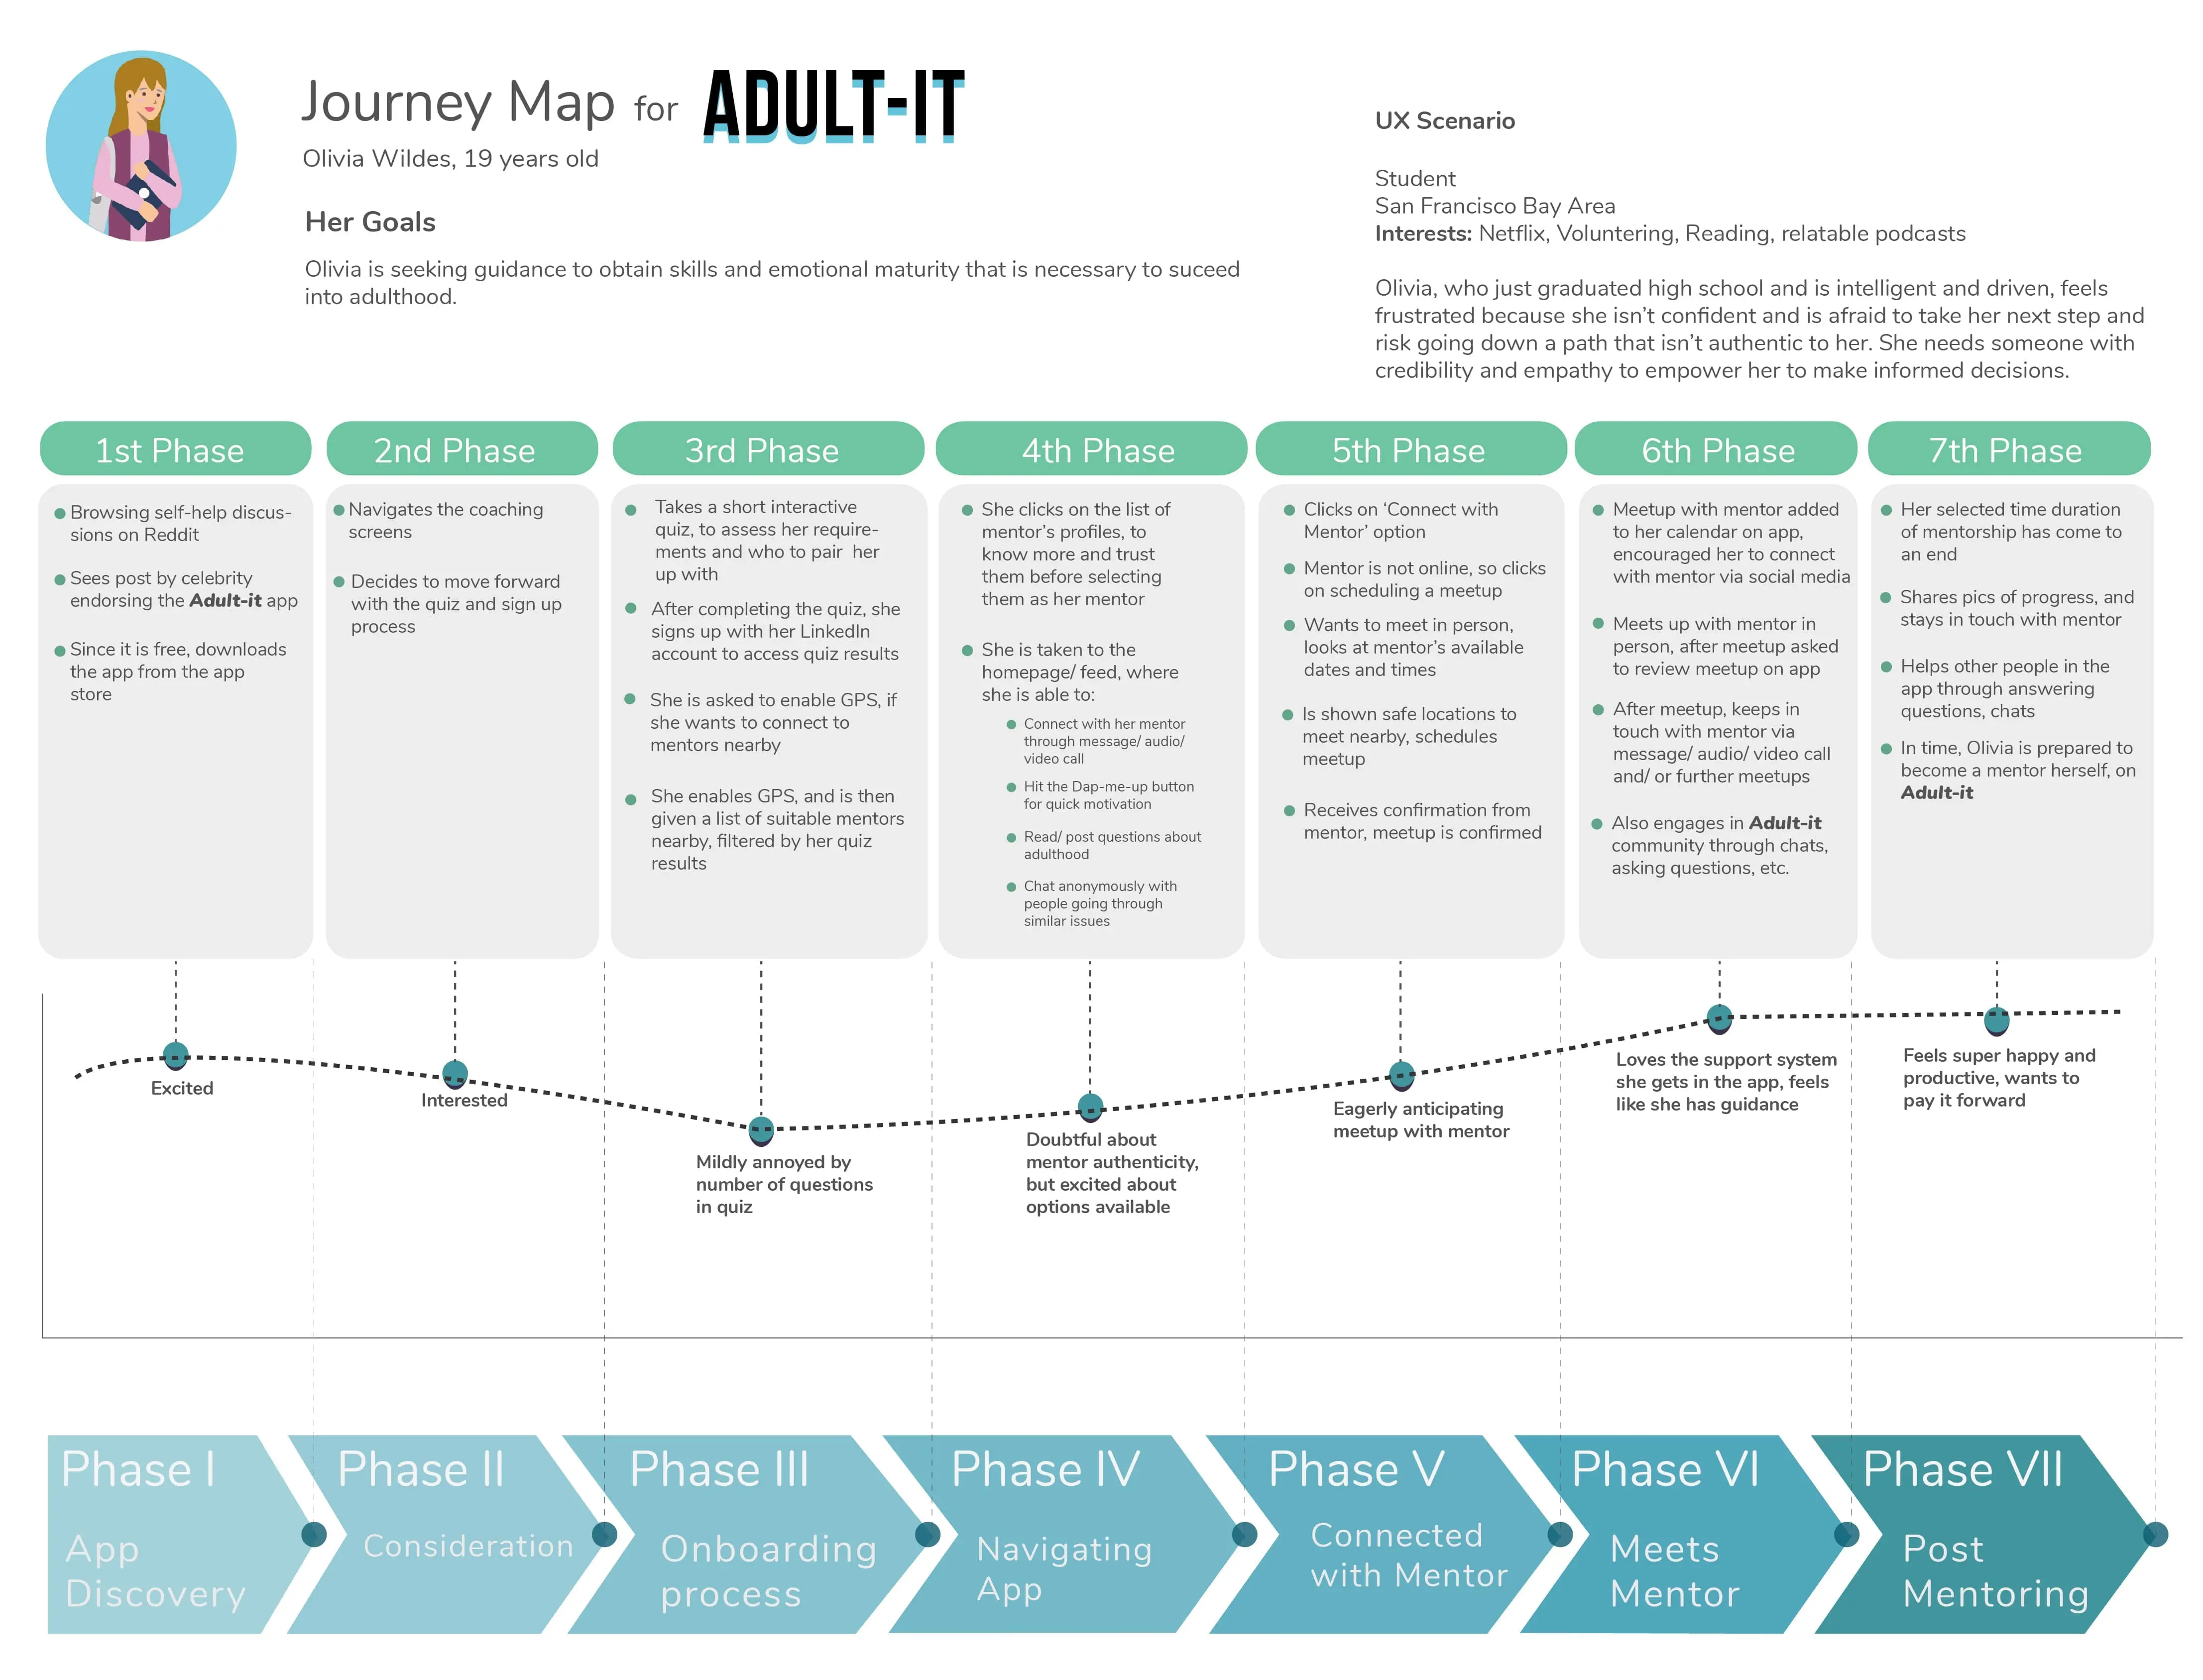 Journey Map for ADULT-IT
Olivia Wildes, 19 years old
Her Goals
Olivia is seeking guidance to obtain skills and emotional maturity that is necessary to suceed
into adulthood.
UX Scenario
Student
San Francisco Bay Area
Interests: Netflix, Voluntering, Reading, relatable podcasts
Olivia, who just graduated high school and is intelligent and driven, feels
frustrated because she isn't confident and is afraid to take her next step and
risk going down a path that isn't authentic to her. She needs someone with
credibility and empathy to empower her to make informed decisions.
1st Phase
Browsing self-help discus-
sions on Reddit
Sees post by celebrity
endorsing the Adult-it app
Since it is free, downloads
the app from the app
store
2nd Phase
Navigates the coaching
screens
Decides to move forward
with the quiz and sign up
process
3rd Phase
Takes a short interactive
quiz, to assess her require-
ments and who to pair her
up with
After completing the quiz, she
signs up with her LinkedIn
account to access quiz results
She is asked to enable GPS, if
she wants to connect to
mentors nearby
She enables GPS, and is then
given a list of suitable mentors
nearby, filtered by her quiz
results
4th Phase
She clicks on the list of
mentor's profiles, to
know more and trust
them before selecting
them as her mentor
She is taken to the
homepage/ feed, where
she is able to:
Connect with her mentor
through message/ audio/
video call
Hit the Dap-me-up button
for quick motivation
Read/ post questions about
adulthood
Chat anonymously with
people going through
similar issues
5th Phase
Clicks on 'Connect with
Mentor' option
Mentor is not online, so clicks
on scheduling a meetup
Wants to meet in person,
looks at mentor's available
dates and times
Is shown safe locations to
meet nearby, schedules
meetup
Receives confirmation from
mentor, meetup is confirmed
6th Phase
Meetup with mentor added
to her calendar on app,
encouraged her to connect
with mentor via social media
Meets up with mentor in
person, after meetup asked
to review meetup on app
After meetup, keeps in
touch with mentor via
message/ audio/ video call
and/ or further meetups
Also engages in Adult-it
community through chats,
asking questions, etc.
7th Phase
Her selected time duration
of mentorship has come to
an end
Shares pics of progress, and
stays in touch with mentor
Helps other people in the
app through answering
questions, chats
In time, Olivia is prepared to
become a mentor herself, on
Adult-it
Excited
Interested
Mildly annoyed by
number of questions
in quiz
Doubtful about
mentor authenticity,
but excited about
options available
Eagerly anticipating
meetup with mentor
Loves the support system
she gets in the app, feels
like she has guidance
Feels super happy and
productive, wants to
pay it forward
Phase I
App
Discovery
Phase II
Consideration
Phase III
Onboarding
process
Phase IV
Navigating
App
Phase V
Connected
with Mentor
Phase VI
Meets
Mentor
Phase VII
Post
Mentoring